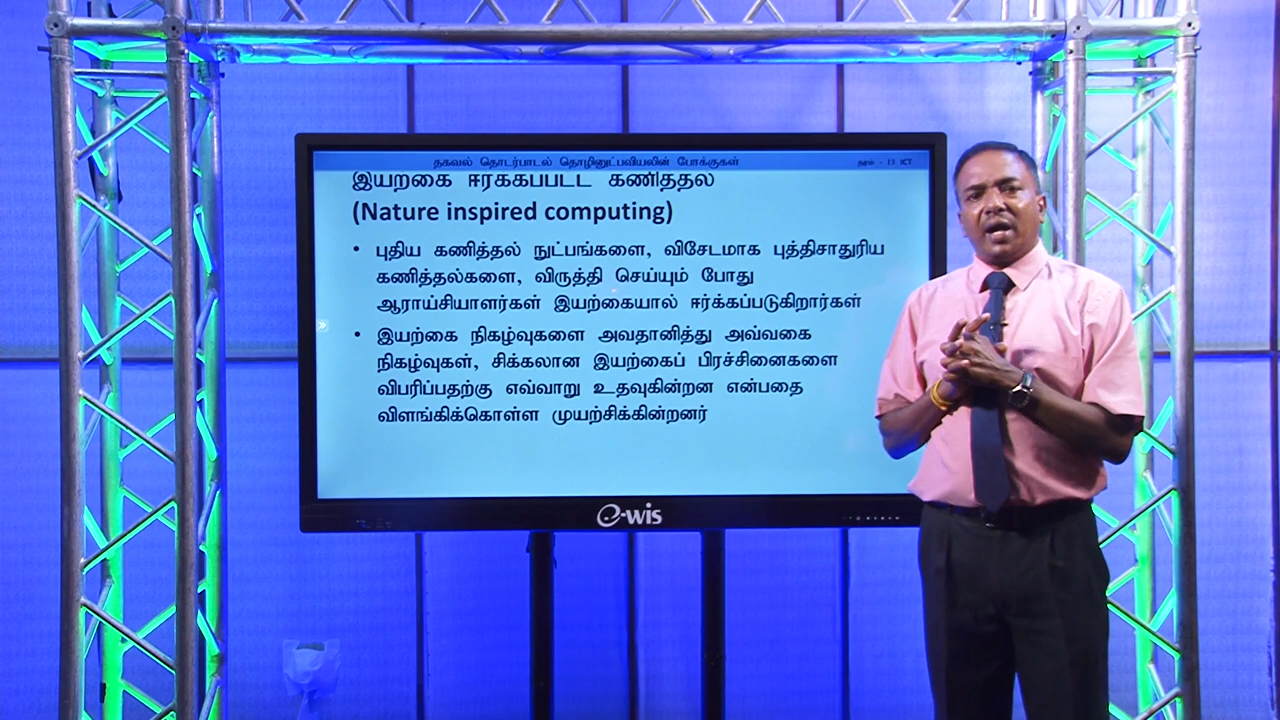 தகவல் தொடர்பாடல் தொழினுட்பவியலின் போக்குகள்
தரம் - 13 ICT
இயற்கை ஈர்க்கப்பட்ட கணித்தல்
(Nature inspired computing)
• புதிய கணித்தல் நுட்பங்களை, விசேடமாக புத்திசாதுரிய
கணித்தல்களை, விருத்தி செய்யும் போது
ஆராய்சியாளர்கள் இயற்கையால் ஈர்க்கப்படுகிறார்கள்
• இயற்கை நிகழ்வுகளை அவதானித்து அவ்வகை
நிகழ்வுகள், சிக்கலான இயற்கைப் பிரச்சினைகளை
விபரிப்பதற்கு எவ்வாறு உதவுகின்றன என்பதை
விளங்கிக்கொள்ள முயற்சிக்கின்றனர்
e-wis